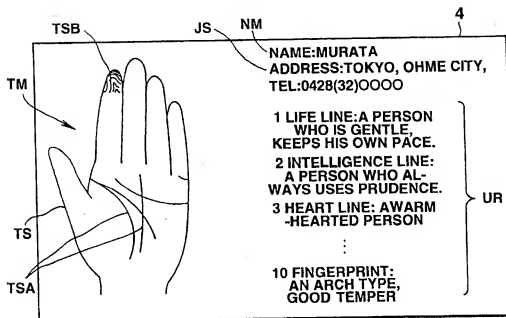 TSB
JS
NM
4
NAME:MURATA
ADDRESS:TOKYO, OHME CITY,
TEL:0428(32)OOOO
TM
1 LIFE LINE:A PERSON
WHO IS GENTLE,
KEEPS HIS OWN PACE.
2 INTELLIGENCE LINE:
A PERSON WHO AL-
WAYS USES PRUDENCE.
3 HEART LINE: AWARM
-HEARTED PERSON
⋮
10 FINGERPRINT:
AN ARCH TYPE,
GOOD TEMPER
UR
TS
TSA